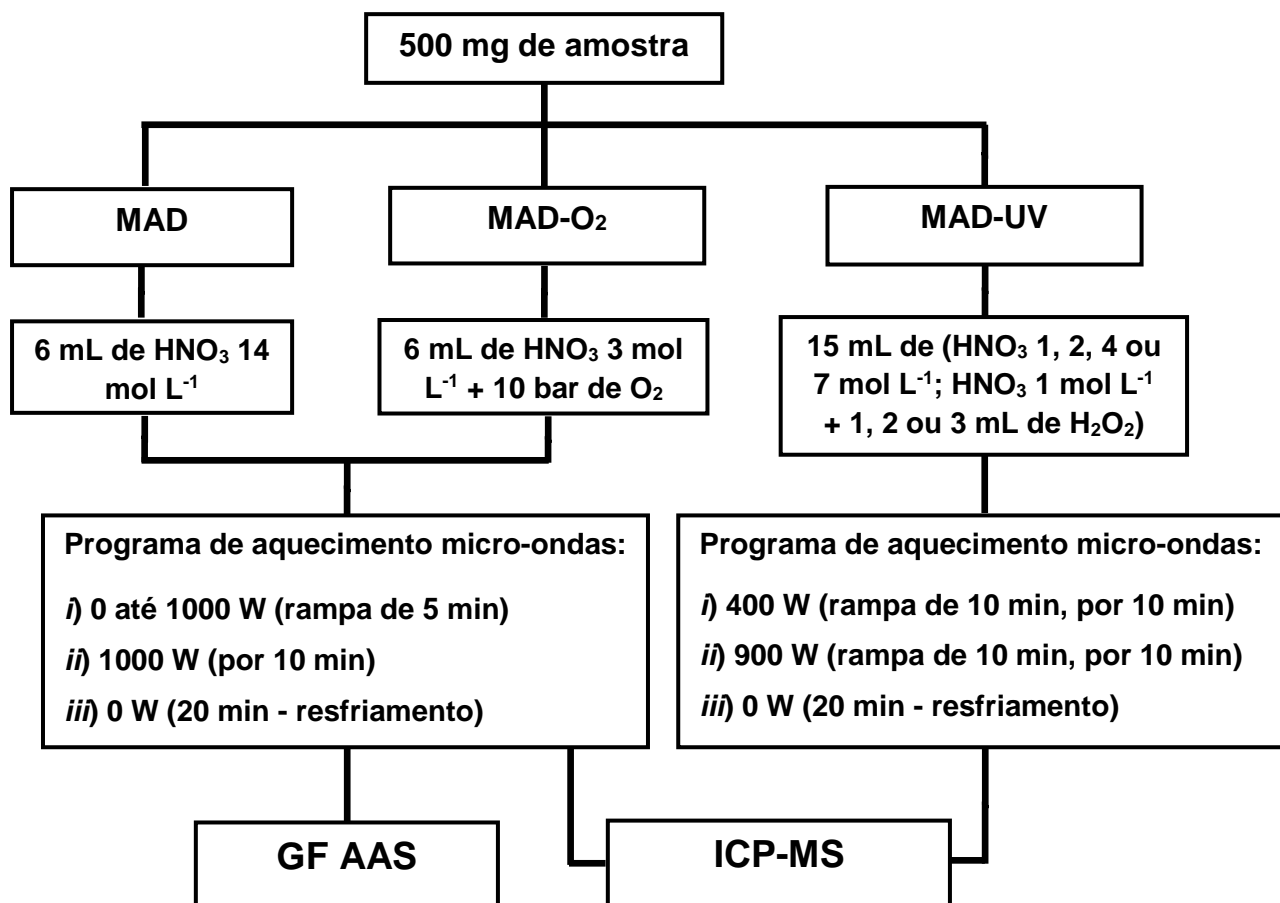 500 mg de amostra
MAD
MAD-O₂
MAD-UV
6 mL de HNO₃ 14
mol L⁻¹
6 mL de HNO₃ 3 mol
L⁻¹ + 10 bar de O₂
15 mL de (HNO₃ 1, 2, 4 ou
7 mol L⁻¹; HNO₃ 1 mol L⁻¹
+ 1, 2 ou 3 mL de H₂O₂)
Programa de aquecimento micro-ondas:
i) 0 até 1000 W (rampa de 5 min)
ii) 1000 W (por 10 min)
iii) 0 W (20 min - resfriamento)
Programa de aquecimento micro-ondas:
i) 400 W (rampa de 10 min, por 10 min)
ii) 900 W (rampa de 10 min, por 10 min)
iii) 0 W (20 min - resfriamento)
GF AAS
ICP-MS